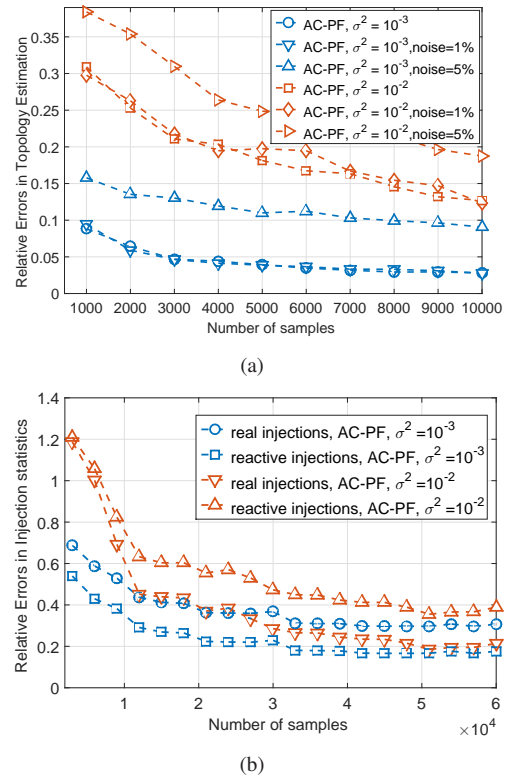 0.35
0.3
0.25
0.2
0.15
0.1
0.05
0
Relative Errors in Topology Estimation
AC-PF, σ² = 10⁻³
AC-PF, σ² = 10⁻³,noise=1%
AC-PF, σ² = 10⁻³,noise=5%
AC-PF, σ² = 10⁻²
AC-PF, σ² = 10⁻²,noise=1%
AC-PF, σ² = 10⁻²,noise=5%
1000 2000 3000 4000 5000 6000 7000 8000 9000 10000
Number of samples
(a)
1.4
1.2
1
0.8
0.6
0.4
0.2
0
Relative Errors in Injection statistics
real injections, AC-PF, σ² =10⁻³
reactive injections, AC-PF, σ² =10⁻³
real injections, AC-PF, σ² =10⁻²
reactive injections, AC-PF, σ² =10⁻²
1 2 3 4 5 6
Number of samples
×10⁴
(b)